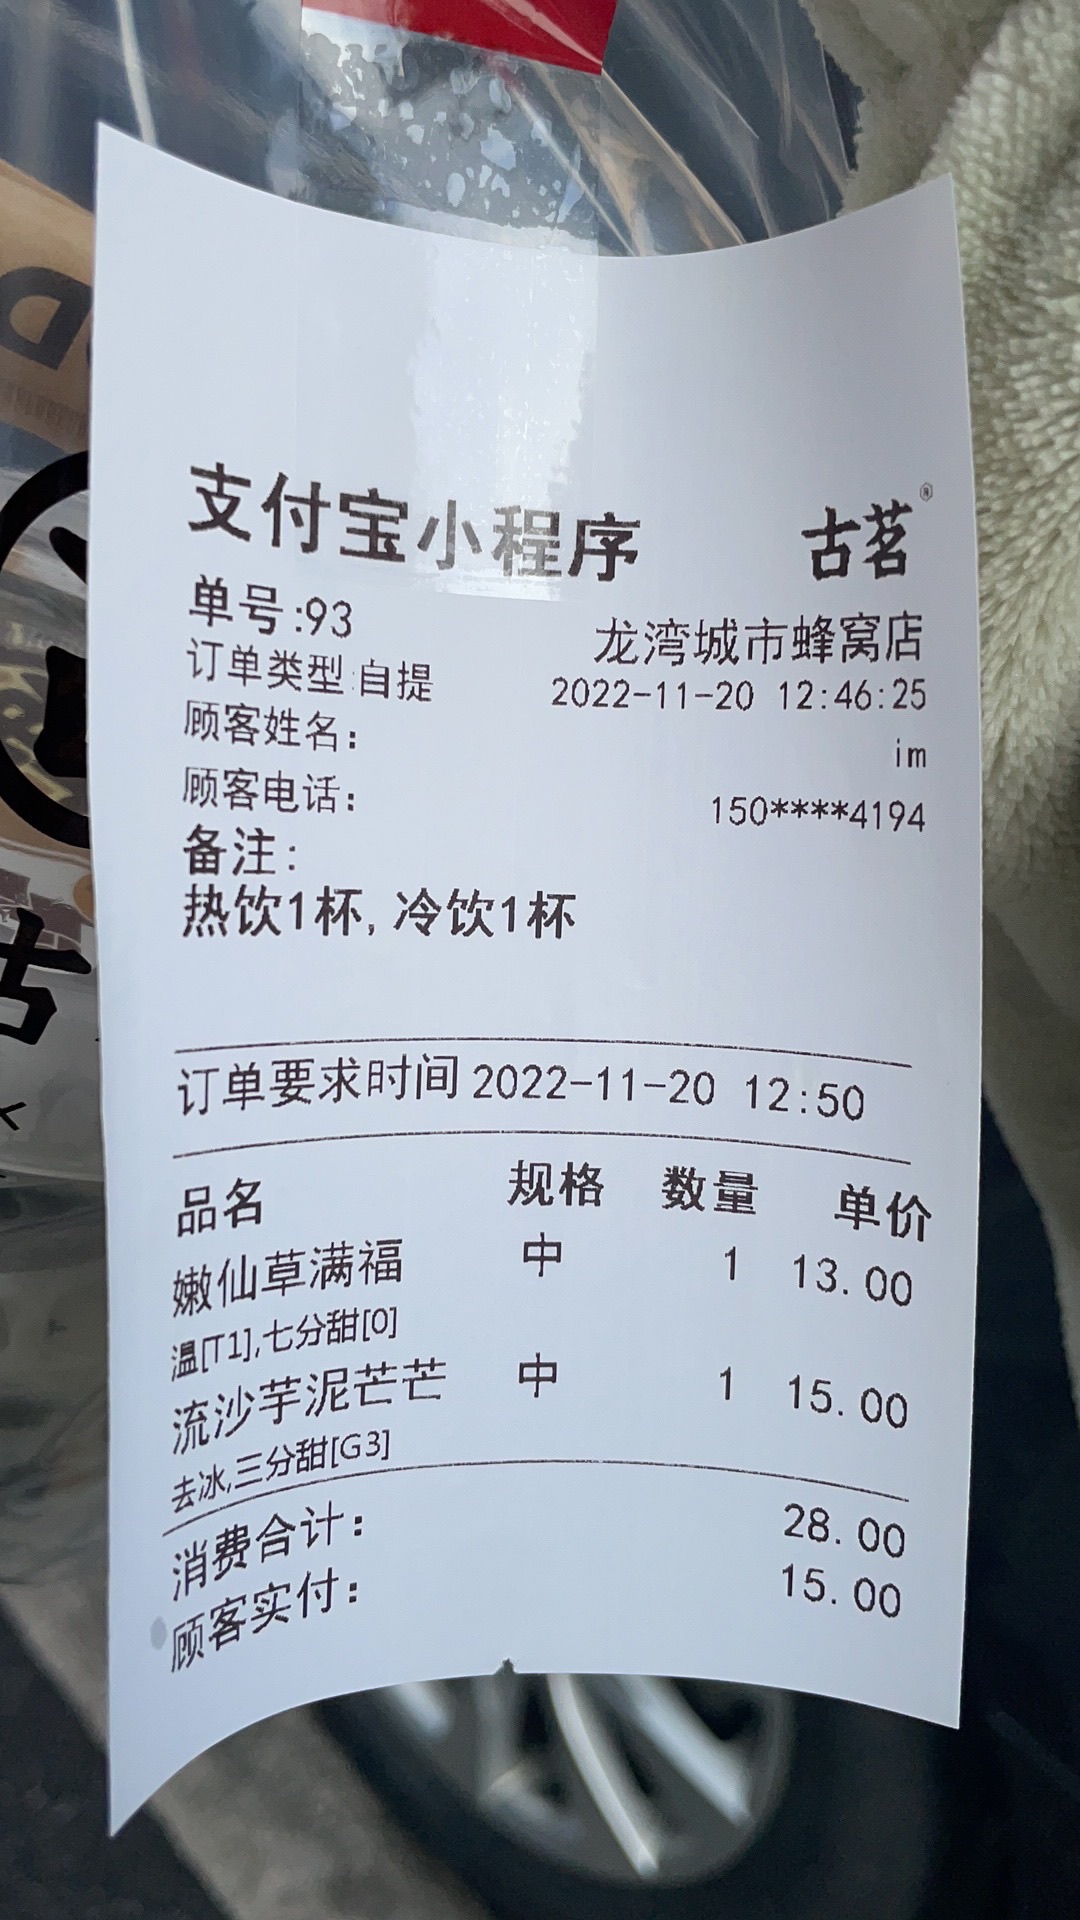 支付宝小程序 古茗
单号:93 龙湾城市蜂窝店
订单类型:自提 2022-11-20 12:46:25
顾客姓名: im
顾客电话: 150****4194
备注:
热饮1杯,冷饮1杯
订单要求时间 2022-11-20 12:50
品名 规格 数量 单价
嫩仙草满福 中 1 13.00
温[T1],七分甜[0]
流沙芋泥芒芒 中 1 15.00
去冰,三分甜[G3]
消费合计: 28.00
顾客实付: 15.00
古